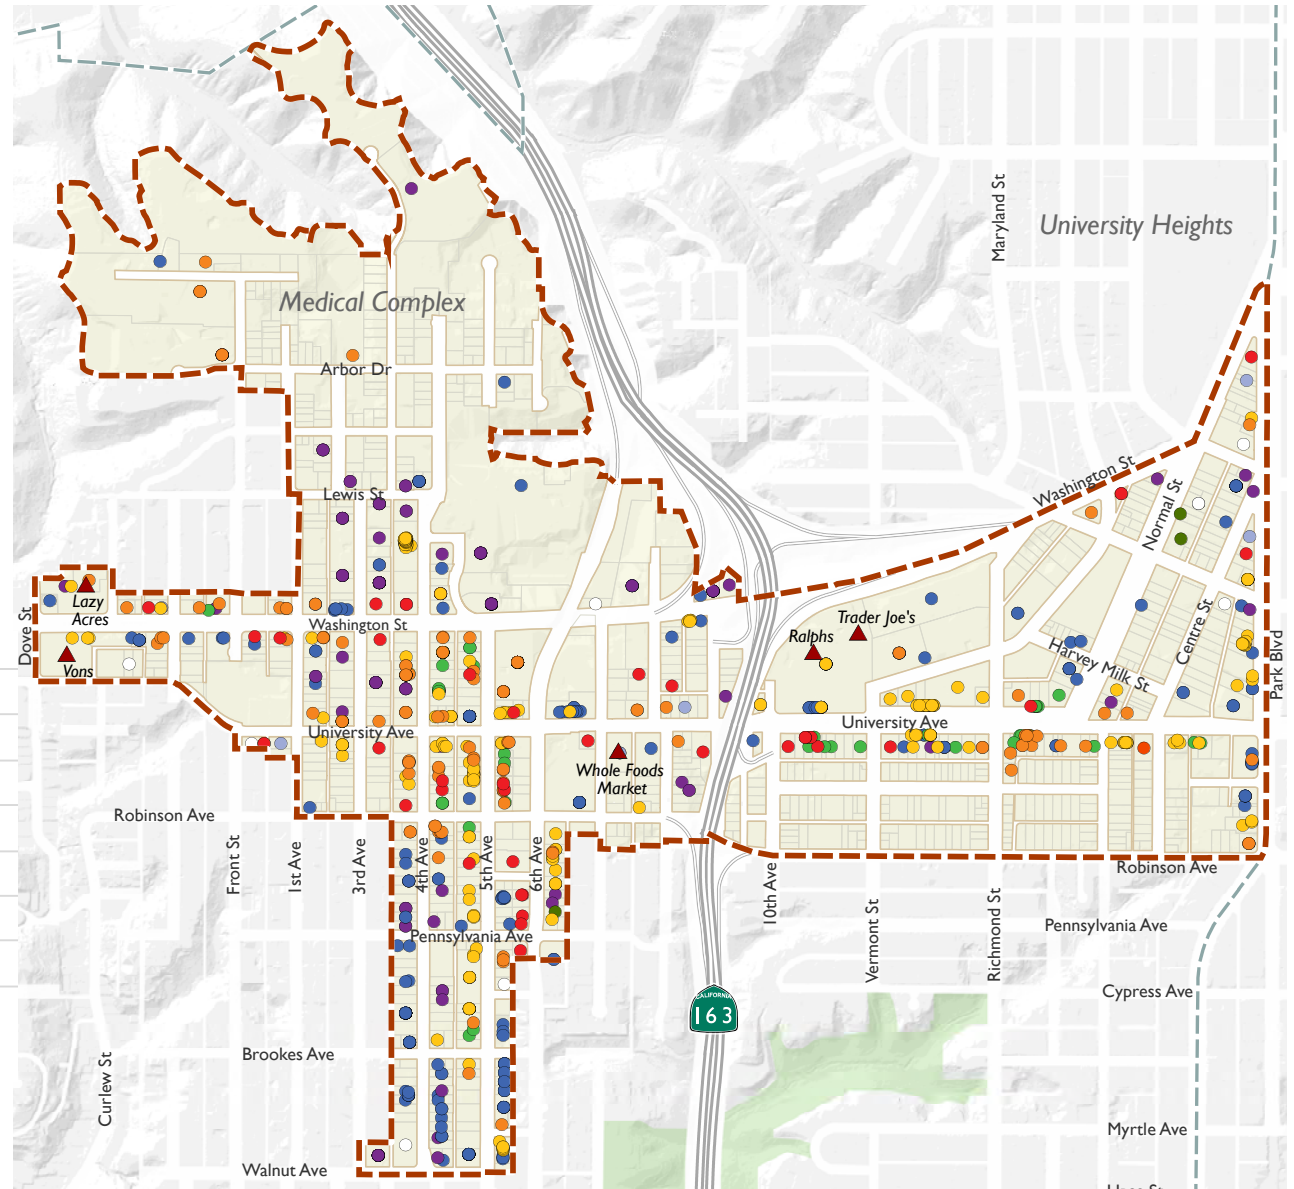 Maryland St
University Heights
Medical Complex
Arbor Dr
Washington St
Lewis St
Normal St
Lazy
Acres
Dove St
Vons
Washington St
Trader Joe's
Ralphs
Centre St
Harvey Milk St
Park Blvd
University Ave
University Ave
Whole Foods
Market
Robinson Ave
Front St
1st Ave
3rd Ave
4th Ave
5th Ave
6th Ave
10th Ave
Vermont St
Richmond St
Robinson Ave
Pennsylvania Ave
Pennsylvania Ave
Cypress Ave
CALIFORNIA
163
Brookes Ave
Curlew St
Myrtle Ave
Walnut Ave